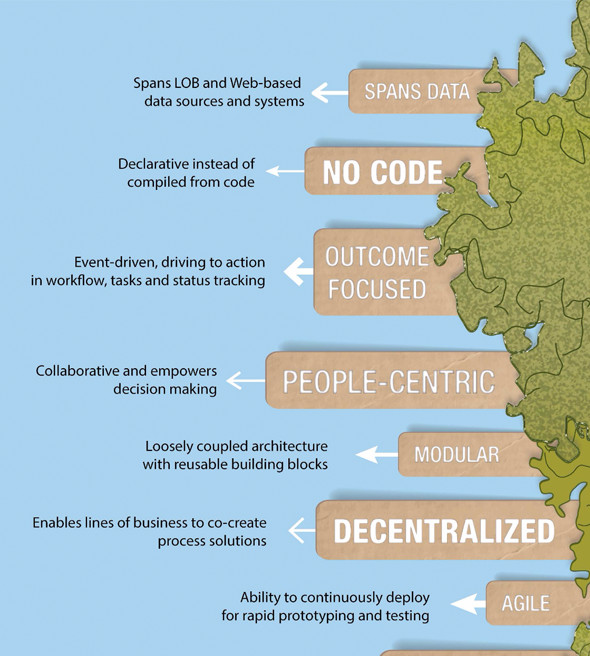 Spans LOB and Web-based
data sources and systems
SPANS DATA
Declarative instead of
compiled from code
NO CODE
Event-driven, driving to action
in workflow, tasks and status tracking
OUTCOME
FOCUSED
Collaborative and empowers
decision making
PEOPLE-CENTRIC
Loosely coupled architecture
with reusable building blocks
MODULAR
Enables lines of business to co-create
process solutions
DECENTRALIZED
Ability to continuously deploy
for rapid prototyping and testing
AGILE